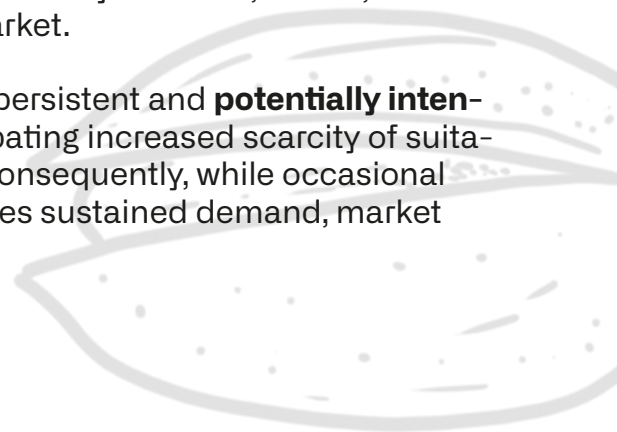 arket.
persistent and potentially inten-
pating increased scarcity of suita-
onsequently, while occasional
es sustained demand, market